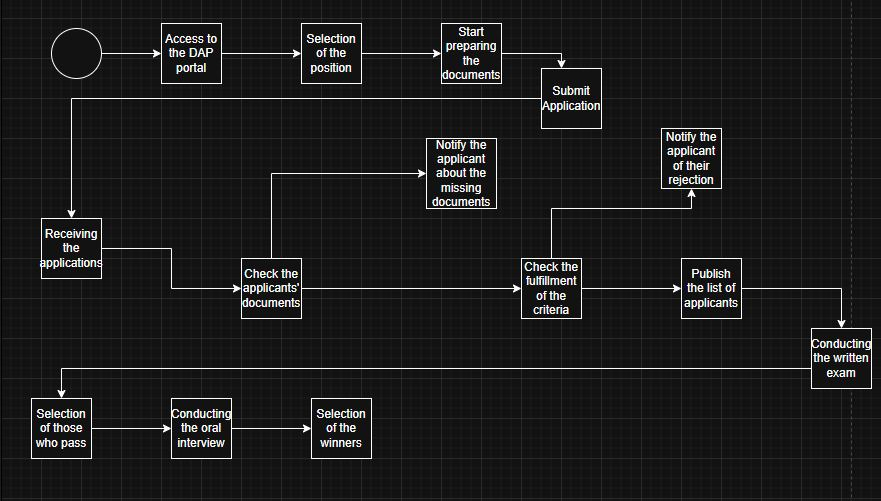 Access to
the DAP
portal
Selection
of the
position
Start
preparing
the
documents
Submit
Application
Notify the
applicant
about the
missing
documents
Notify the
applicant
of their
rejection
Receiving
the
applications
Check the
applicants'
documents
Check the
fulfillment
of the
criteria
Publish
the list of
applicants
Conducting
the written
exam
Selection
of those
who pass
Conducting
the oral
interview
Selection
of the
winners